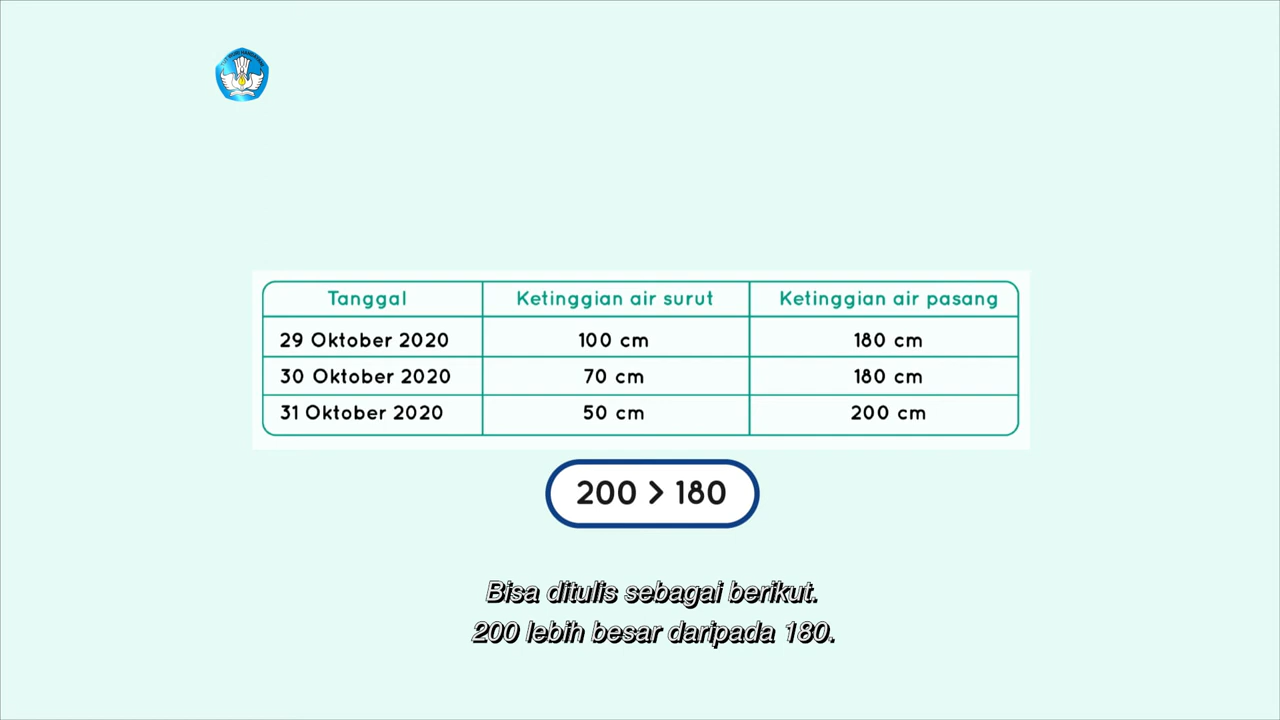 Tanggal Ketinggian air surut Ketinggian air pasang
29 Oktober 2020 100 cm 180 cm
30 Oktober 2020 70 cm 180 cm
31 Oktober 2020 50 cm 200 cm
200 > 180
Bisa ditulis sebagai berikut.
200 lebih besar daripada 180.